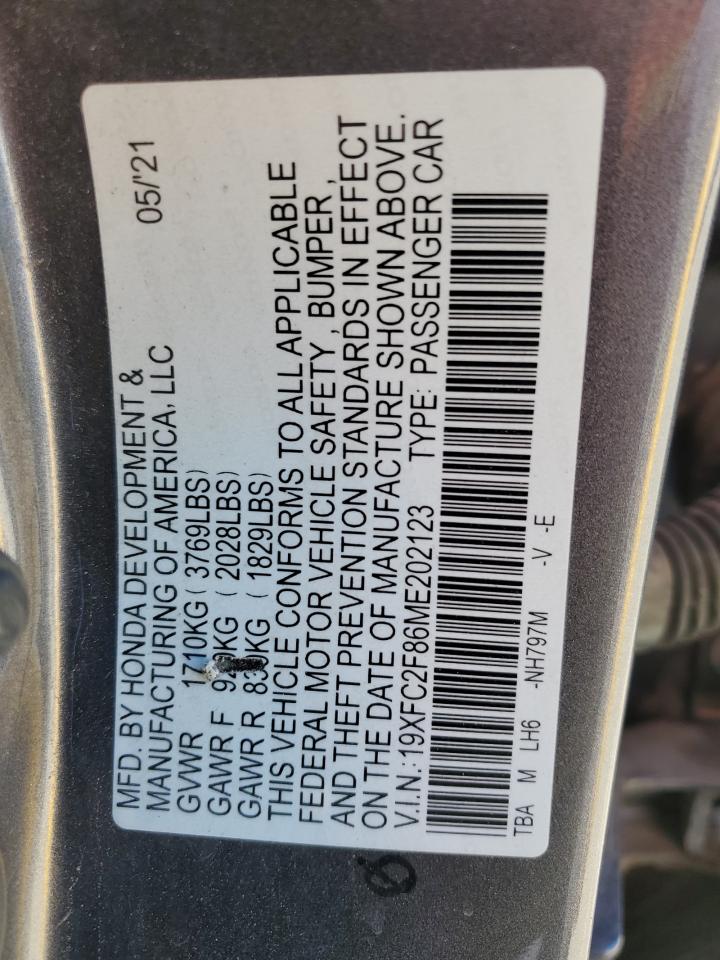 MFD. BY HONDA DEVELOPMENT & 05/'21
MANUFACTURING OF AMERICA, LLC
GVWR ( 3769LBS)
GAWR F ( 2028LBS)
GAWR R ( 1829LBS)
THIS VEHICLE CONFORMS TO ALL APPLICABLE
FEDERAL MOTOR VEHICLE SAFETY , BUMPER ,
AND THEFT PREVENTION STANDARDS IN EFFECT
ON THE DATE OF MANUFACTURE SHOWN ABOVE.
V.I.N.:19XFC2F86ME202123 TYPE: PASSENGER CAR
TBA M LH6 -NH797M -V -E